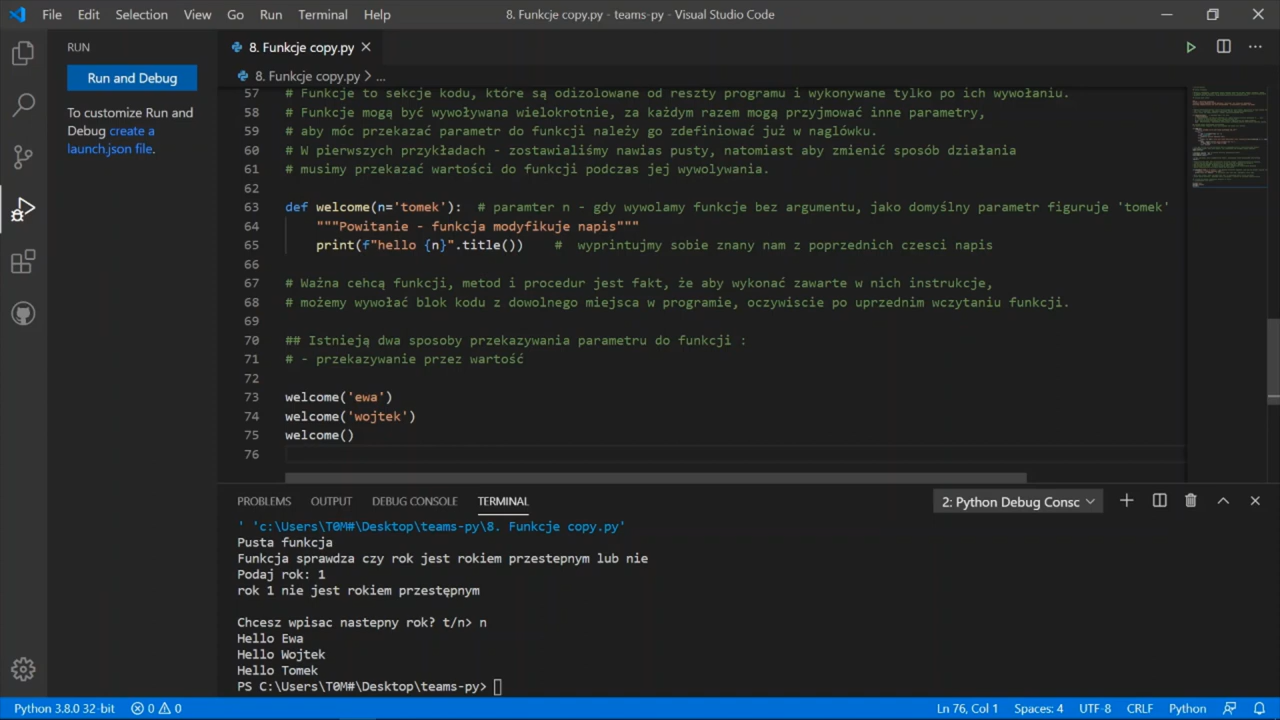 File Edit Selection View Go Run Terminal Help 8. Funkcje copy.py - teams-py - Visual Studio Code
RUN
Run and Debug
To customize Run and
Debug create a
launch.json file.
8. Funkcje copy.py
8. Funkcje copy.py > ...
57 # Funkcje to sekcje kodu, które są odizolowane od reszty programu i wykonywane tylko po ich wywołaniu.
58 # Funkcje mogą być wywoływane wielokrotnie, za każdym razem mogą przyjmować inne parametry,
59 # aby móc przekazać parametr do funkcji należy go zdefiniować już w naglówku.
60 # W pierwszych przykładach - zostalialiśmy nawias pusty, natomist aby zmienić sposób działania
61 # musimy przekazać wartosci do funkcji podczas jej wywolywania.
62
63 def welcome(n='tomek'): # paramter n - gdy wywolamy funkcje bez argumentu, jako domyślny parametr figuruje 'tomek'
64 """Powitanie - funkcja modyfikuje napis"""
65 print(f"hello {n}".title()) # wyprintujmy sobie znany nam z poprzednich czesci napis
66
67 # Ważna cehcą funkcji, metod i procedur jest fakt, że aby wykonać zawarte w nich instrukcje,
68 # możemy wywołać blok kodu z dowolnego miejsca w programie, oczywiscie po uprzednim wczytaniu funkcji.
69
70 ## Istnieją dwa sposoby przekazywania parametru do funkcji :
71 # - przekazywanie przez wartość
72
73 welcome('ewa')
74 welcome('wojtek')
75 welcome()
76
PROBLEMS OUTPUT DEBUG CONSOLE TERMINAL 2: Python Debug Consc
' 'c:\Users\T0M#\Desktop\teams-py\8. Funkcje copy.py'
Pusta funkcja
Funkcja sprawdza czy rok jest rokiem przestepnym lub nie
Podaj rok: 1
rok 1 nie jest rokiem przestępnym
Chcesz wpisac nastepny rok? t/n> n
Hello Ewa
Hello Wojtek
Hello Tomek
PS C:\Users\T0M#\Desktop\teams-py>
Python 3.8.0 32-bit 0 0 Ln 76, Col 1 Spaces: 4 UTF-8 CRLF Python